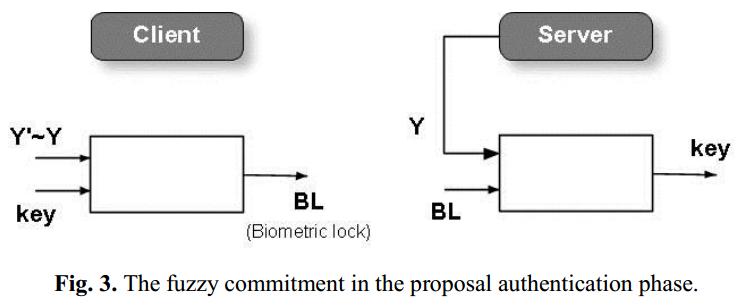 Client
Server
Y'~Y
key
BL
(Biometric lock)
Y
BL
key
Fig. 3. The fuzzy commitment in the proposal authentication phase.